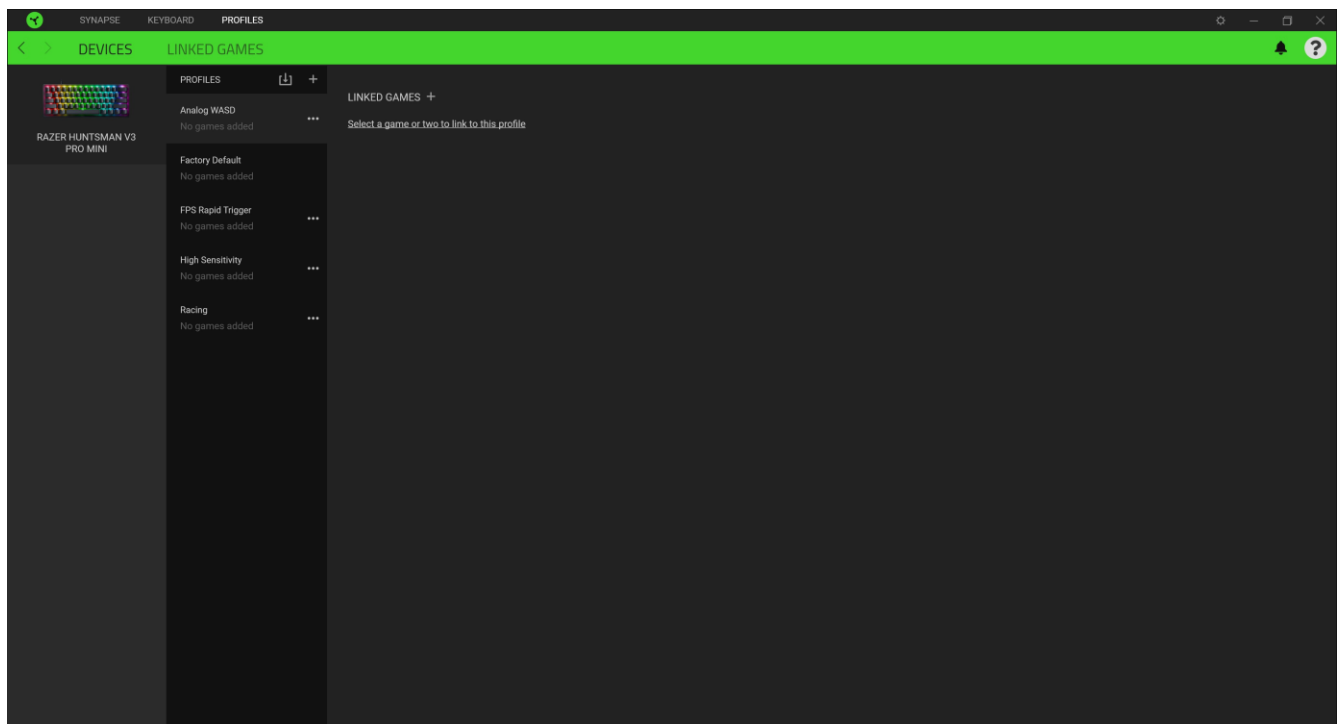 SYNAPSE KEYBOARD PROFILES
DEVICES LINKED GAMES
?
RAZER HUNTSMAN V3
PRO MINI
PROFILES
Analog WASD
No games added
Factory Default
No games added
FPS Rapid Trigger
No games added
High Sensitivity
No games added
Racing
No games added
LINKED GAMES +
Select a game or two to link to this profile